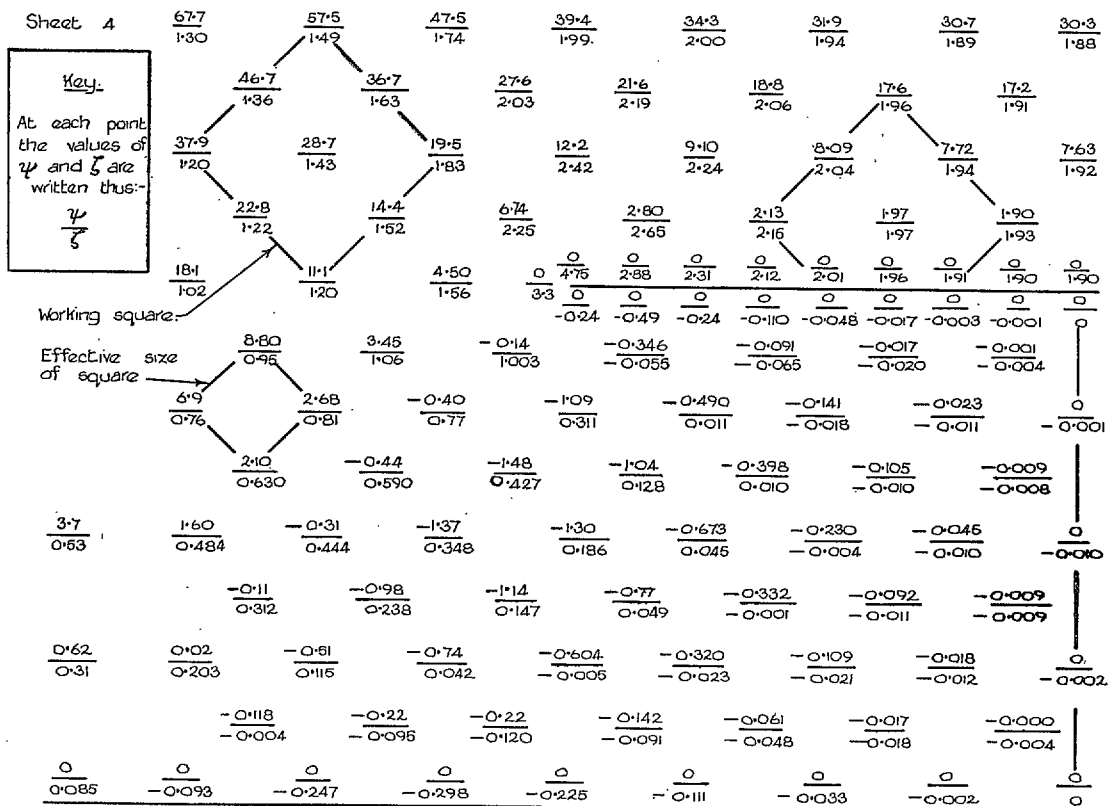 Sheet 4
67·7 57·5 47·5 39·4 34·3 31·9 30·7 30·3
1·30 1·49 1·74 1·99 2·00 1·94 1·89 1·88
Key.
At each point
the values of
ψ and ζ are
written thus:-
ψ
ζ
46·7 36·7 27·6 21·6 18·8 17·6 17·2
1·36 1·63 2·03 2·19 2·06 1·96 1·91
37·9 28·7 19·5 12·2 9·10 8·09 7·72 7·63
1·20 1·43 1·83 2·42 2·24 2·04 1·94 1·92
22·8 14·4 6·74 2·80 2·13 1·97 1·90
1·22 1·52 2·25 2·65 2·15 1·97 1·93
18·1 11·1 4·50 0 0 0 0 0 0 0 0 0 0
1·02 1·20 1·56 3·3 4·75 2·88 2·31 2·12 2·01 1·96 1·91 1·90 1·90
Working square.
0 0 0 0 0 0 0 0 0
-0·24 -0·49 -0·24 -0·110 -0·048 -0·017 -0·003 -0·001 0
Effective size
of square
8·80 3·45 -0·14 -0·346 -0·091 -0·017 -0·001
0·95 1·06 1·003 -0·055 -0·065 -0·020 -0·004
6·9 2·68 -0·40 -1·09 -0·490 -0·141 -0·023 0
0·76 0·81 0·77 0·311 0·011 -0·018 -0·011 -0·001
2·10 -0·44 -1·48 -1·04 -0·398 -0·105 -0·009
0·630 0·590 0·427 0·128 0·010 -0·010 -0·008
3·7 1·60 -0·31 -1·37 -1·30 -0·673 -0·230 -0·045 0
0·53 0·484 0·444 0·348 0·186 0·045 -0·004 -0·010 -0·010
-0·11 -0·98 -1·14 -0·77 -0·332 -0·092 -0·009
0·312 0·238 0·147 0·049 -0·001 -0·011 -0·009
0·62 0·02 -0·51 -0·74 -0·604 -0·320 -0·109 -0·018 0
0·31 0·203 0·115 0·042 -0·005 -0·023 -0·021 -0·012 -0·002
-0·118 -0·22 -0·22 -0·142 -0·061 -0·017 -0·000
-0·004 -0·095 -0·120 -0·091 -0·048 -0·018 -0·004
0 0 0 0 0 0 0 0 0
0·085 -0·093 -0·247 -0·298 -0·225 -0·111 -0·033 -0·002 0